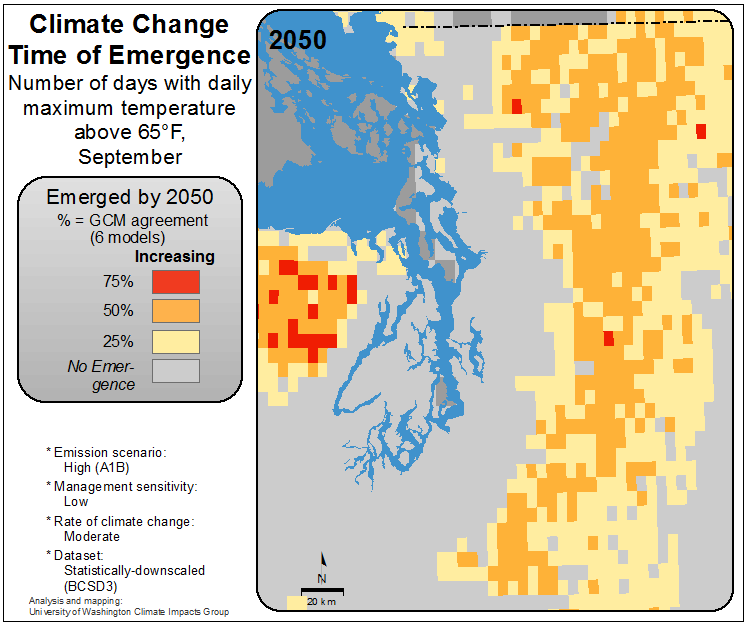 Climate Change
Time of Emergence
Number of days with daily
maximum temperature
above 65°F,
September
Emerged by 2050
% = GCM agreement
(6 models)
Increasing
75%
50%
25%
No Emer-
gence
* Emission scenario:
High (A1B)
* Management sensitivity:
Low
* Rate of climate change:
Moderate
* Dataset:
Statistically-downscaled
(BCSD3)
Analysis and mapping:
University of Washington Climate Impacts Group
2050
N
20 km